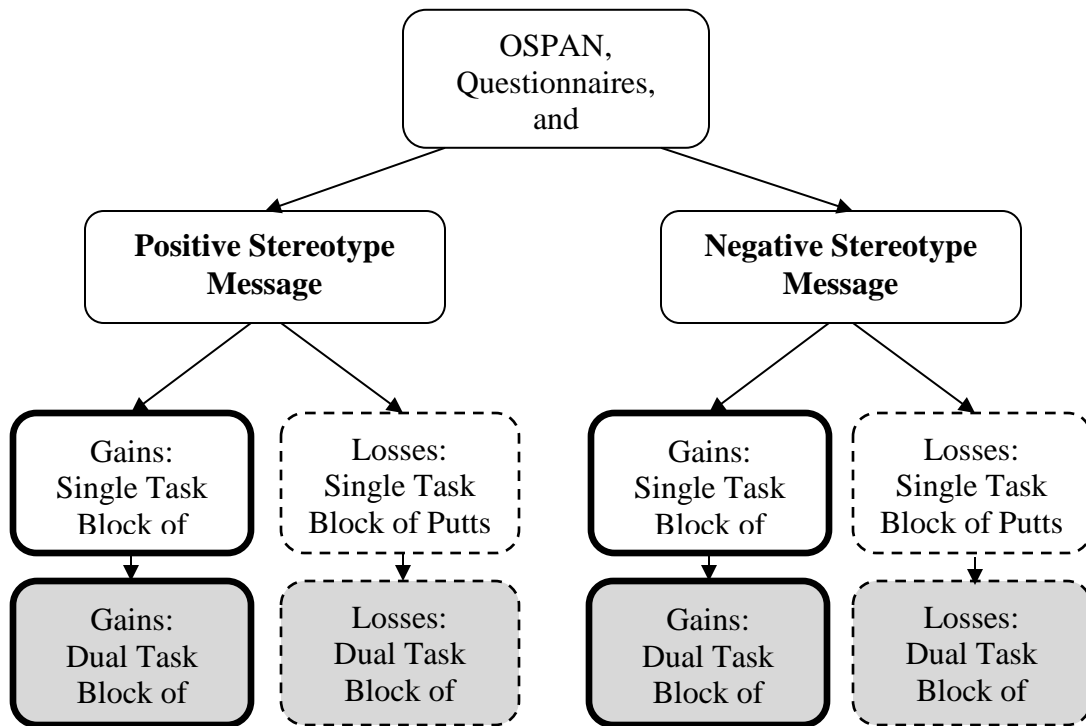 OSPAN,
Questionnaires,
and
Positive Stereotype
Message
Negative Stereotype
Message
Gains:
Single Task
Block of
Losses:
Single Task
Block of Putts
Gains:
Single Task
Block of
Losses:
Single Task
Block of Putts
Gains:
Dual Task
Block of
Losses:
Dual Task
Block of
Gains:
Dual Task
Block of
Losses:
Dual Task
Block of